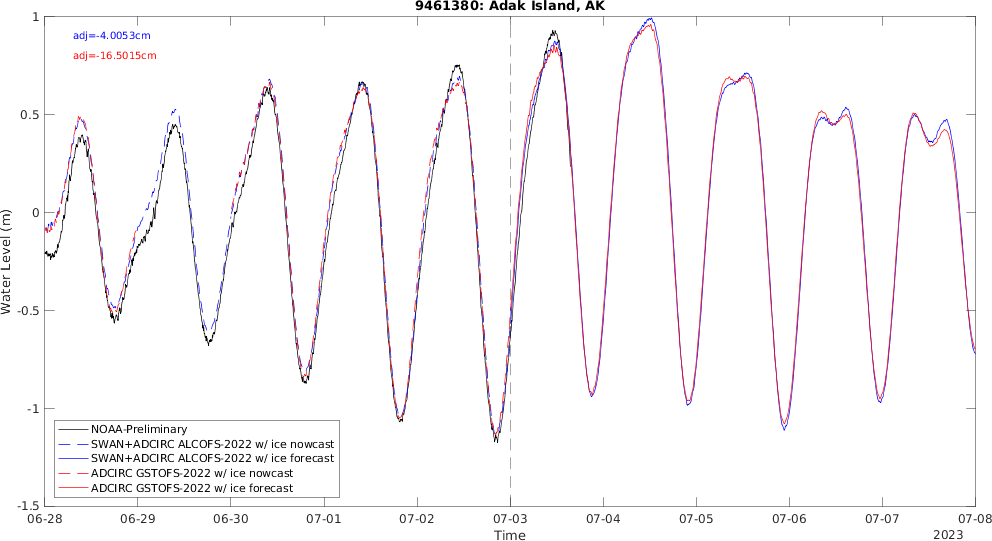 9461380: Adak Island, AK
adj=-4.0053cm
adj=-16.5015cm
1
0.5
0
-0.5
-1
-1.5
Water Level (m)
NOAA-Preliminary
SWAN+ADCIRC ALCOFS-2022 w/ ice nowcast
SWAN+ADCIRC ALCOFS-2022 w/ ice forecast
ADCIRC GSTOFS-2022 w/ ice nowcast
ADCIRC GSTOFS-2022 w/ ice forecast
06-28 06-29 06-30 07-01 07-02 07-03 07-04 07-05 07-06 07-07 07-08
Time
2023